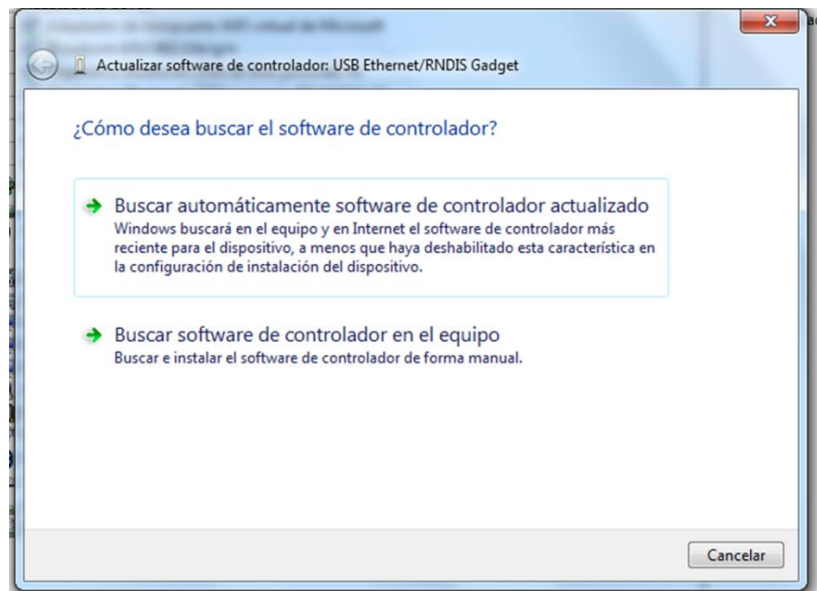 Actualizar software de controlador: USB Ethernet/RNDIS Gadget
¿Cómo desea buscar el software de controlador?
Buscar automáticamente software de controlador actualizado
Windows buscará en el equipo y en Internet el software de controlador más
reciente para el dispositivo, a menos que haya deshabilitado esta característica en
la configuración de instalación del dispositivo.
Buscar software de controlador en el equipo
Buscar e instalar el software de controlador de forma manual.
Cancelar